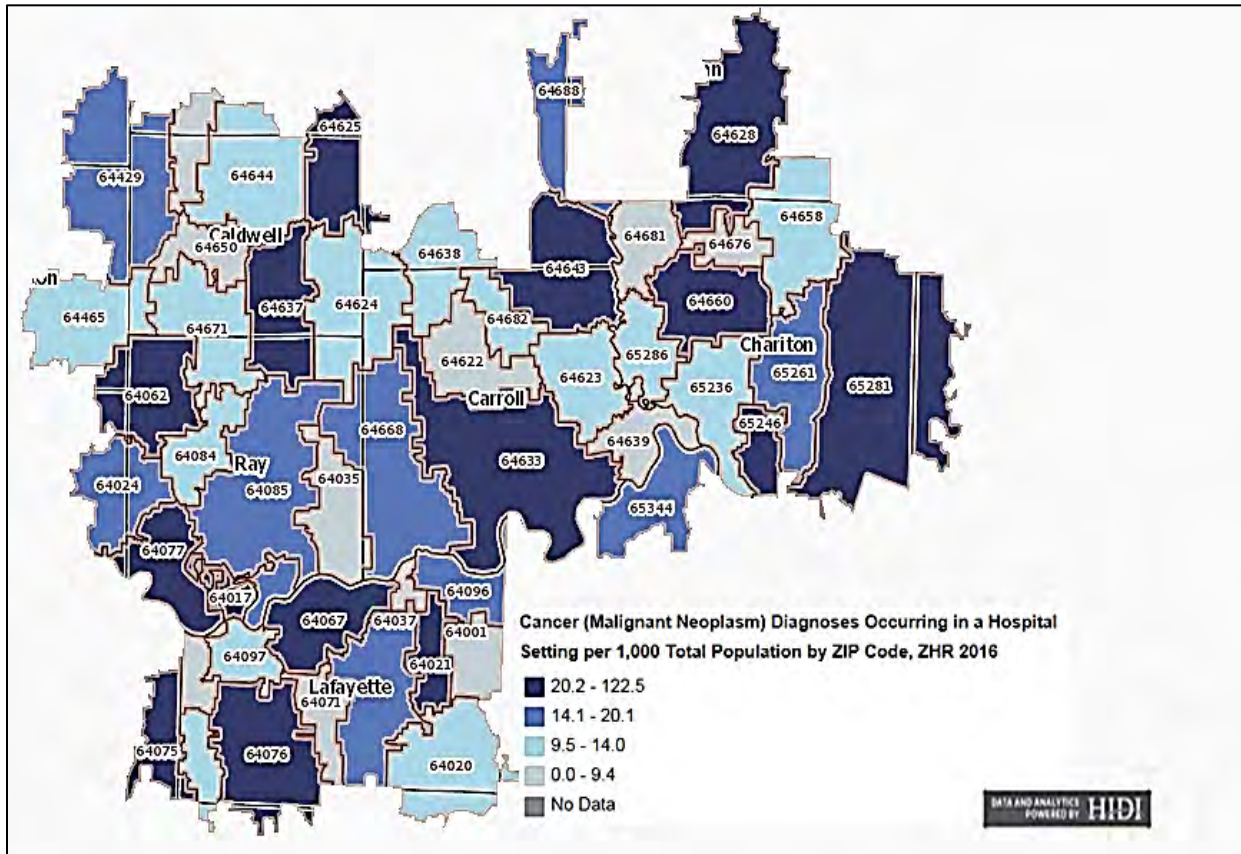 nn
64688
64628
64625
64429
64644
64658
Caldwell
64650
64681
64676
64638
64643
on
64637
64624
64660
64465
64671
64682
Chariton
64622
65286
65261
65281
64062
64623
65236
Carroll
64668
65246
64639
64084
Ray
64633
64024
64085
64035
65344
64077
64017
64096
64067
64037
64001
64097
64021
Lafayette
64071
64075
64076
64020
Cancer (Malignant Neoplasm) Diagnoses Occurring in a Hospital
Setting per 1,000 Total Population by ZIP Code, ZHR 2016
20.2 - 122.5
14.1 - 20.1
9.5 - 14.0
0.0 - 9.4
No Data
DATA AND ANALYTICS
POWERED BY HIDI